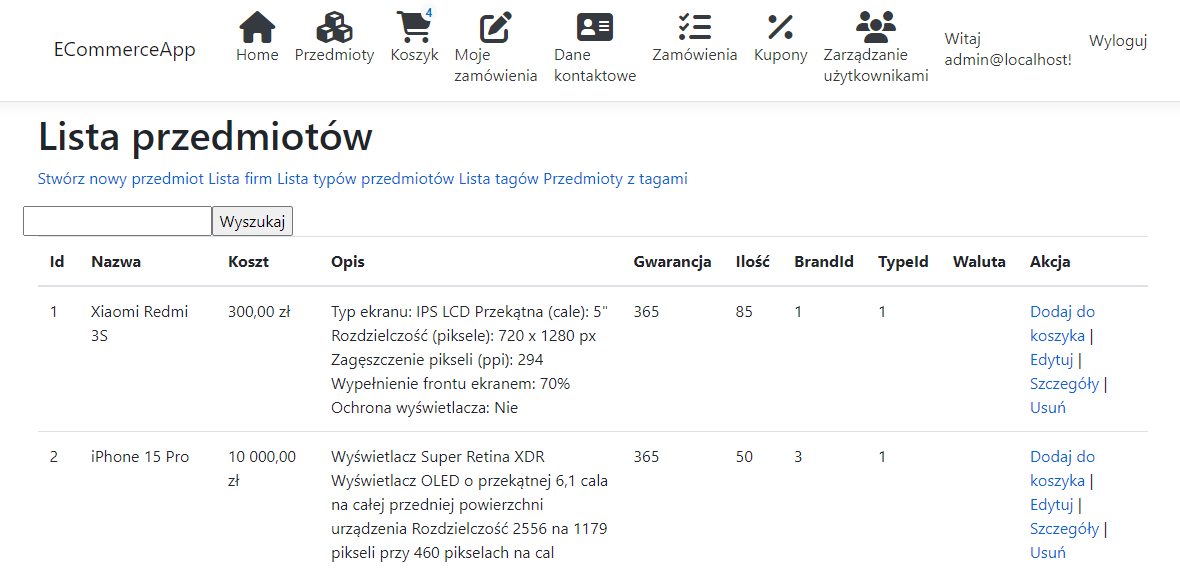 ECommerceApp
Home
Przedmioty
4
Koszyk
Moje
zamówienia
Dane
kontaktowe
Zamówienia
Kupony
Zarządzanie
użytkownikami
Witaj
admin@localhost!
Wyloguj
Lista przedmiotów
Stwórz nowy przedmiot Lista firm Lista typów przedmiotów Lista tagów Przedmioty z tagami
Wyszukaj
Id Nazwa Koszt Opis Gwarancja Ilość BrandId TypeId Waluta Akcja
1 Xiaomi Redmi 300,00 zł Typ ekranu: IPS LCD Przekątna (cale): 5" 365 85 1 1 Dodaj do
3S Rozdzielczość (piksele): 720 x 1280 px koszyka |
Zagęszczenie pikseli (ppi): 294 Edytuj |
Wypełnienie frontu ekranem: 70% Szczegóły |
Ochrona wyświetlacza: Nie Usuń
2 iPhone 15 Pro 10 000,00 Wyświetlacz Super Retina XDR 365 50 3 1 Dodaj do
zł Wyświetlacz OLED o przekątnej 6,1 cala koszyka |
na całej przedniej powierzchni Edytuj |
urządzenia Rozdzielczość 2556 na 1179 Szczegóły |
pikseli przy 460 pikselach na cal Usuń